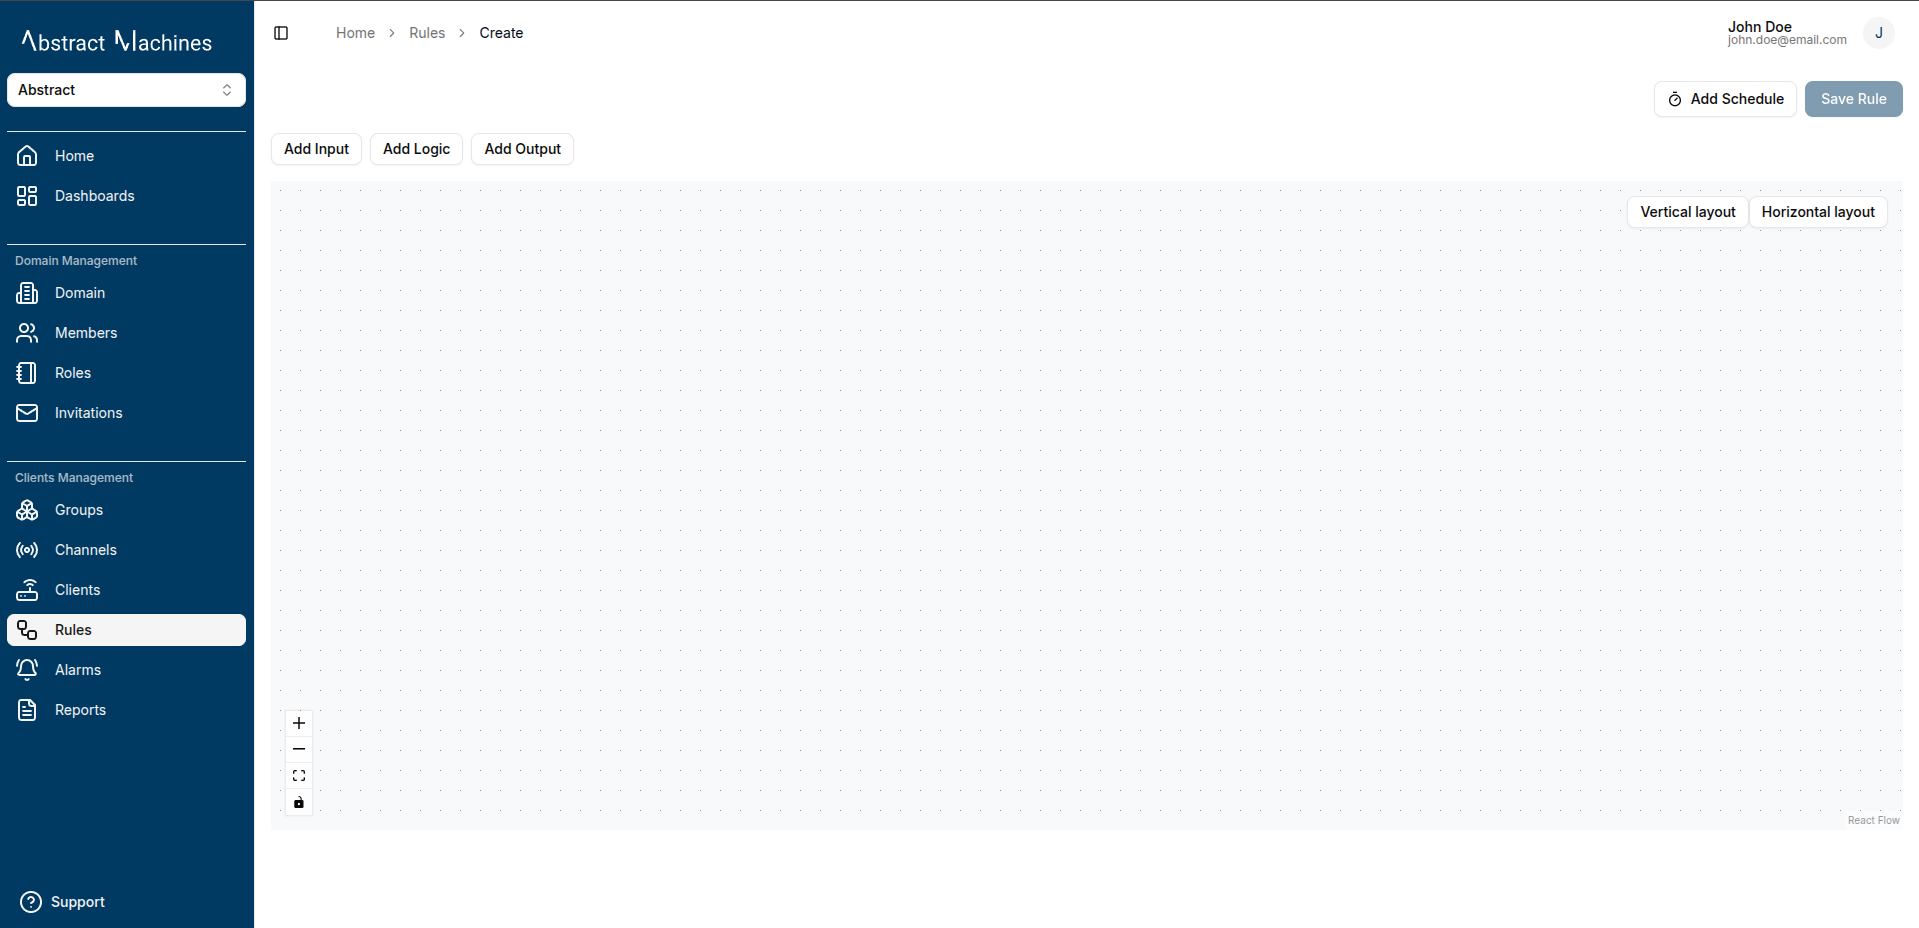 Abstract Machines
Abstract
Home
Dashboards
Domain Management
Domain
Members
Roles
Invitations
Clients Management
Groups
Channels
Clients
Rules
Alarms
Reports
Support
Home > Rules > Create
John Doe
john.doe@email.com
J
Add Schedule
Save Rule
Add Input
Add Logic
Add Output
Vertical layout
Horizontal layout
React Flow